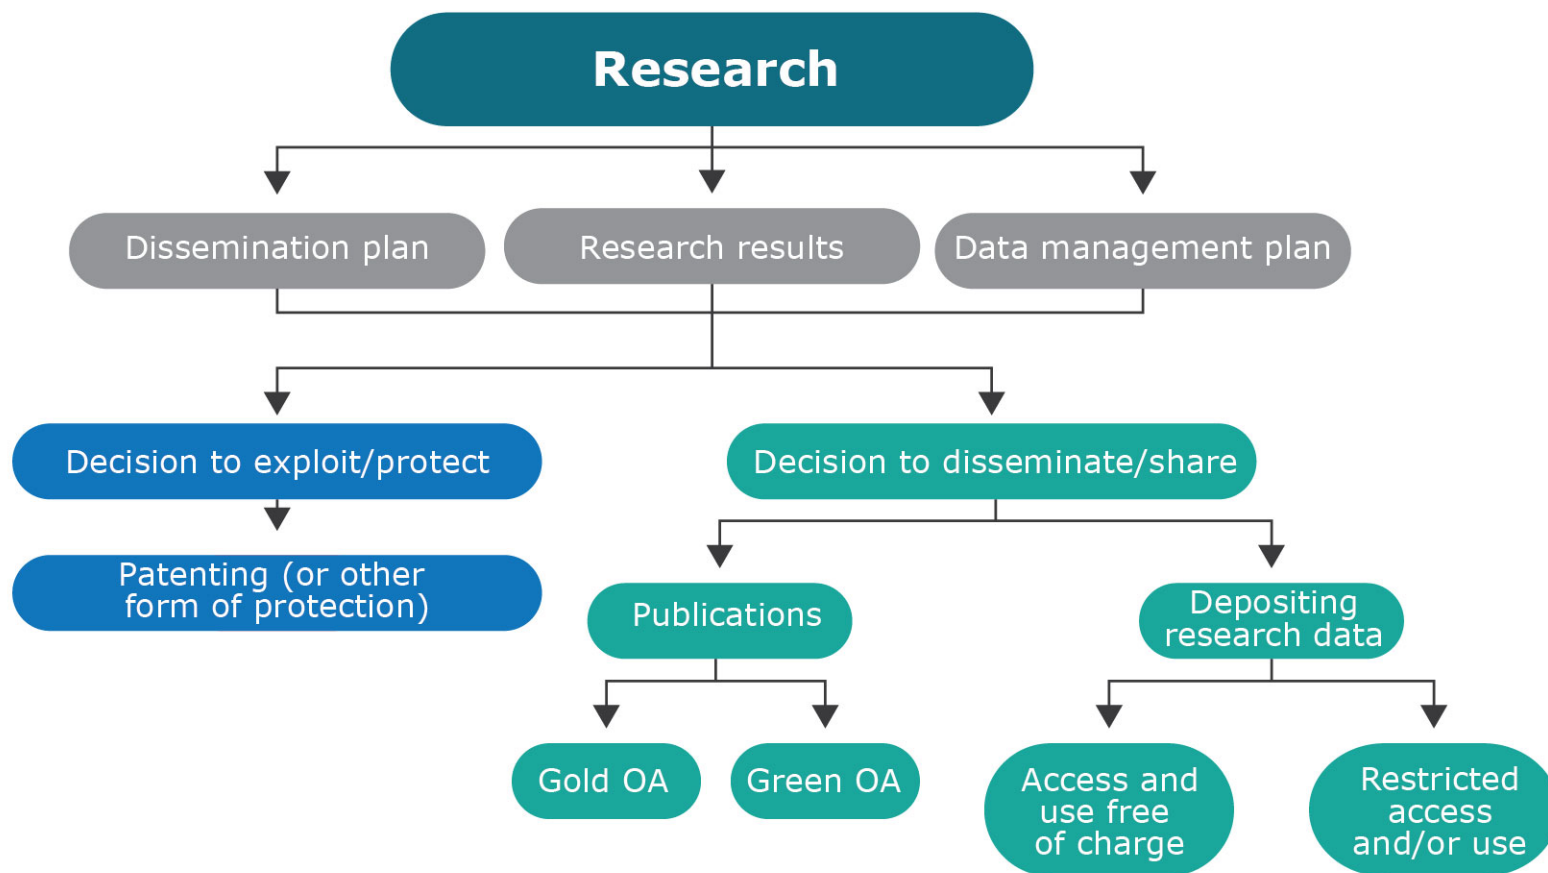 Research
Dissemination plan
Research results
Data management plan
Decision to exploit/protect
Decision to disseminate/share
Patenting (or other
form of protection)
Publications
Depositing
research data
Gold OA
Green OA
Access and
use free
of charge
Restricted
access
and/or use